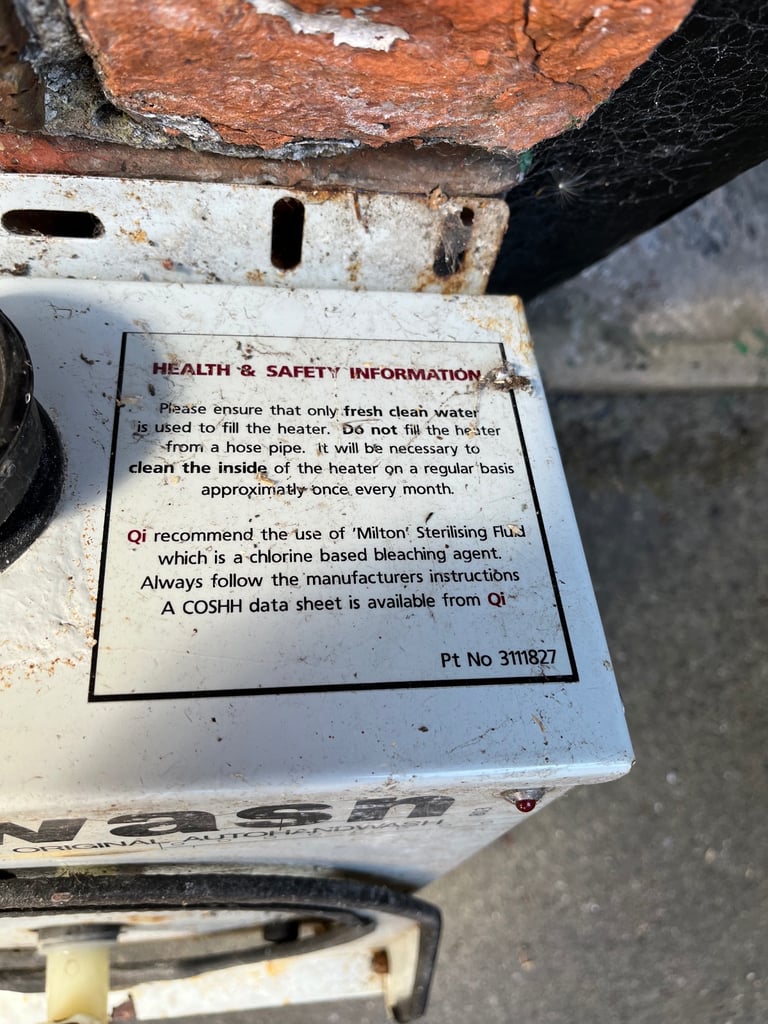 HEALTH & SAFETY INFORMATION
Please ensure that only fresh clean water
is used to fill the heater. Do not fill the heater
from a hose pipe. It will be necessary to
clean the inside of the heater on a regular basis
approximatly once every month.
Qi recommend the use of 'Milton' Sterilising Fluid
which is a chlorine based bleaching agent.
Always follow the manufacturers instructions
A COSHH data sheet is available from Qi
Pt No 3111827
wash
ORIGINAL AUTOHANDWASH